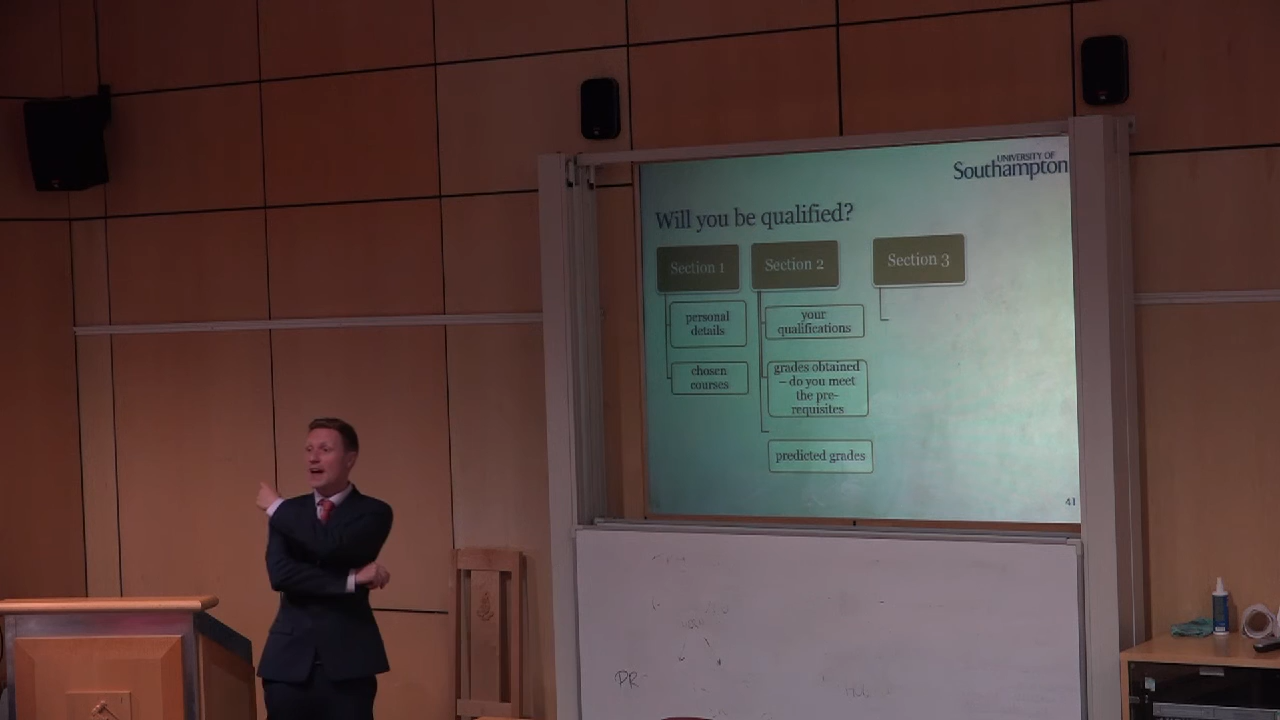 UNIVERSITY OF
Southampton
Will you be qualified?
Section 1
Section 2
Section 3
personal
details
chosen
courses
your
qualifications
grades obtained
– do you meet
the pre-
requisites
predicted grades
41
PR